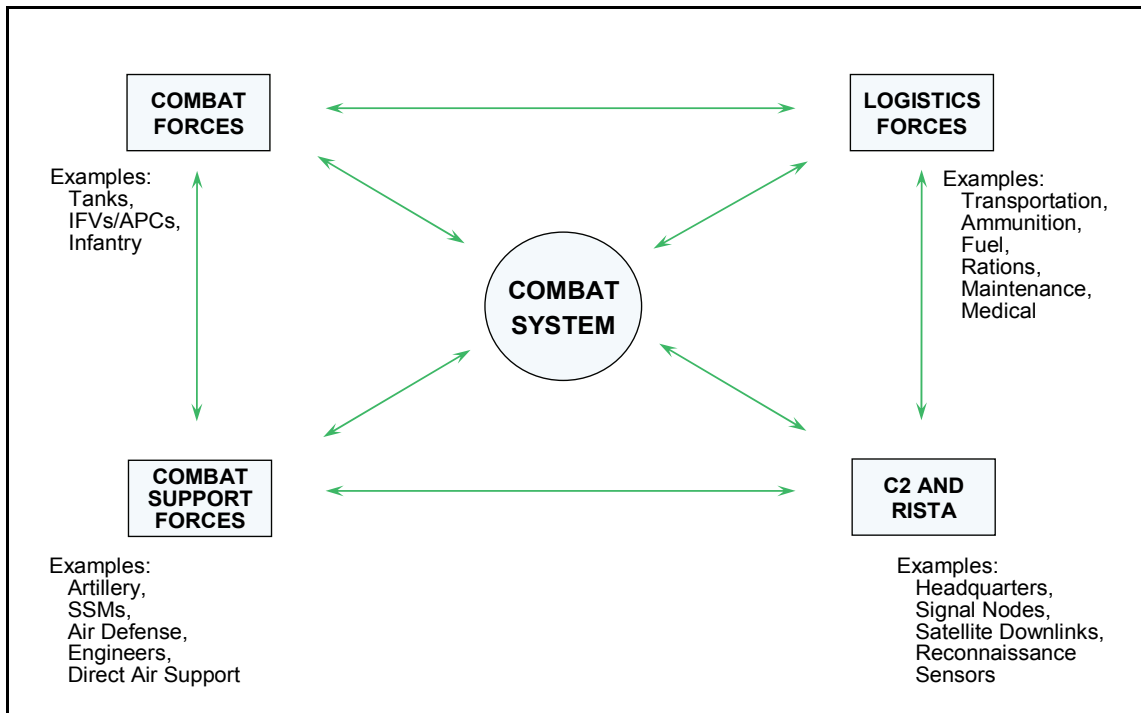 COMBAT
FORCES
Examples:
Tanks,
IFVs/APCs,
Infantry
LOGISTICS
FORCES
Examples:
Transportation,
Ammunition,
Fuel,
Rations,
Maintenance,
Medical
COMBAT
SYSTEM
COMBAT
SUPPORT
FORCES
Examples:
Artillery,
SSMs,
Air Defense,
Engineers,
Direct Air Support
C2 AND
RISTA
Examples:
Headquarters,
Signal Nodes,
Satellite Downlinks,
Reconnaissance
Sensors